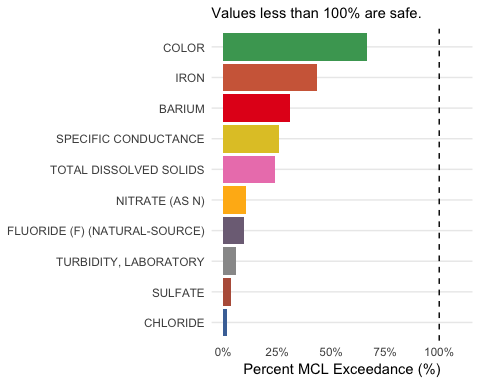 Values less than 100% are safe.
COLOR
IRON
BARIUM
SPECIFIC CONDUCTANCE
TOTAL DISSOLVED SOLIDS
NITRATE (AS N)
FLUORIDE (F) (NATURAL-SOURCE)
TURBIDITY, LABORATORY
SULFATE
CHLORIDE
0% 25% 50% 75% 100%
Percent MCL Exceedance (%)